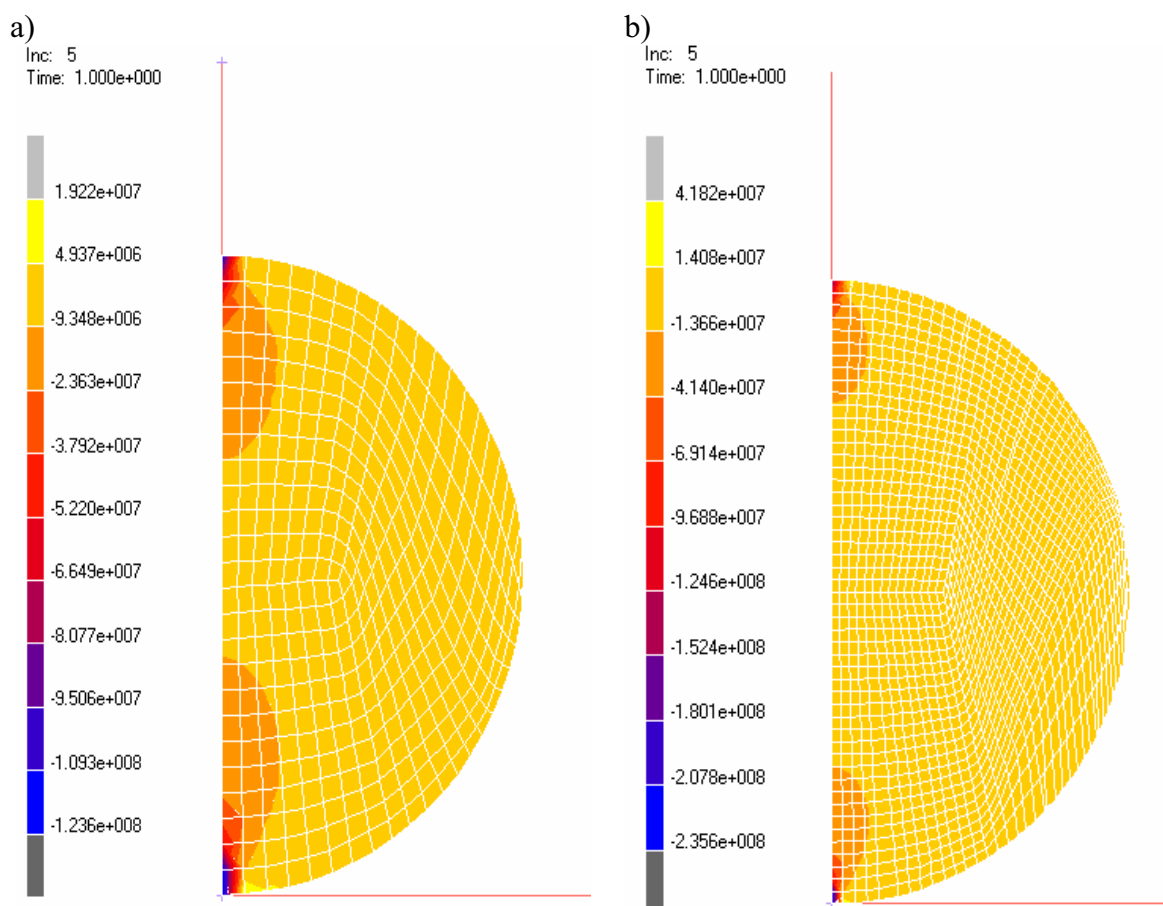 a)
Inc: 5
Time: 1.000e+000
1.922e+007
4.937e+006
-9.348e+006
-2.363e+007
-3.792e+007
-5.220e+007
-6.649e+007
-8.077e+007
-9.506e+007
-1.093e+008
-1.236e+008
b)
Inc: 5
Time: 1.000e+000
4.182e+007
1.408e+007
-1.366e+007
-4.140e+007
-6.914e+007
-9.688e+007
-1.246e+008
-1.524e+008
-1.801e+008
-2.078e+008
-2.356e+008